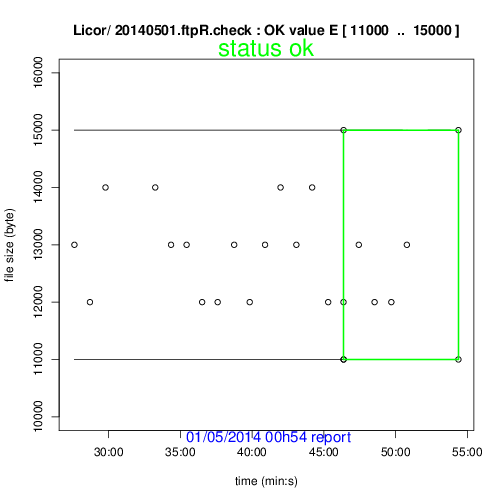 Licor/ 20140501.ftpR.check : OK value E [ 11000  ..  15000 ]
status ok
16000
15000
14000
13000
12000
11000
10000
file size (byte)
01/05/2014 00h54 report
30:00 35:00 40:00 45:00 50:00 55:00
time (min:s)